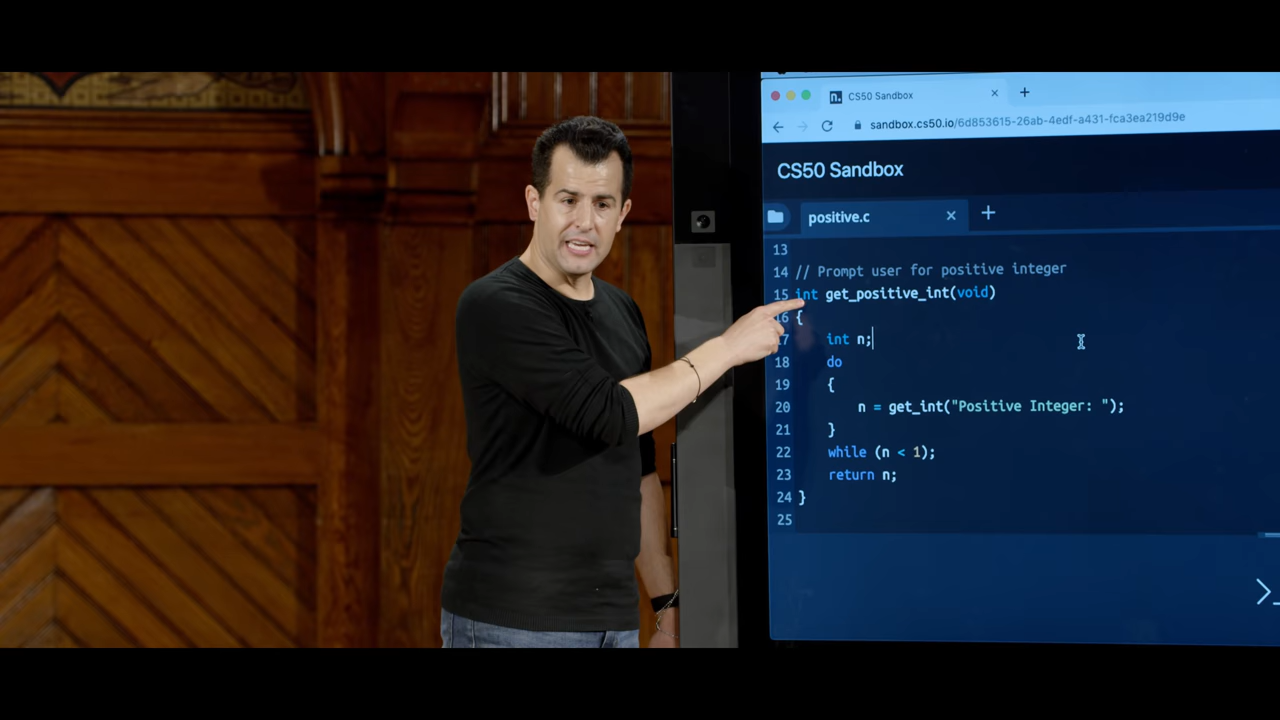 CS50 Sandbox
sandbox.cs50.io/6d853615-26ab-4edf-a431-fca3ea219d9e
CS50 Sandbox
positive.c
13
14 // Prompt user for positive integer
15 int get_positive_int(void)
16 {
17     int n;
18     do
19     {
20         n = get_int("Positive Integer: ");
21     }
22     while (n < 1);
23     return n;
24 }
25